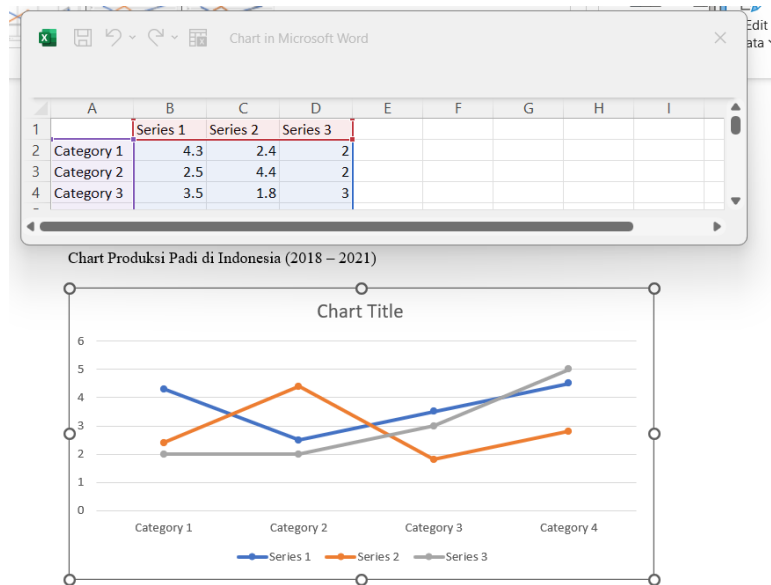 Edit
ata
Chart in Microsoft Word
A B C D E F G H I
1 Series 1 Series 2 Series 3
2 Category 1 4.3 2.4 2
3 Category 2 2.5 4.4 2
4 Category 3 3.5 1.8 3
Chart Produksi Padi di Indonesia (2018 – 2021)
Chart Title
6
5
4
3
2
1
0
Category 1 Category 2 Category 3 Category 4
Series 1 Series 2 Series 3